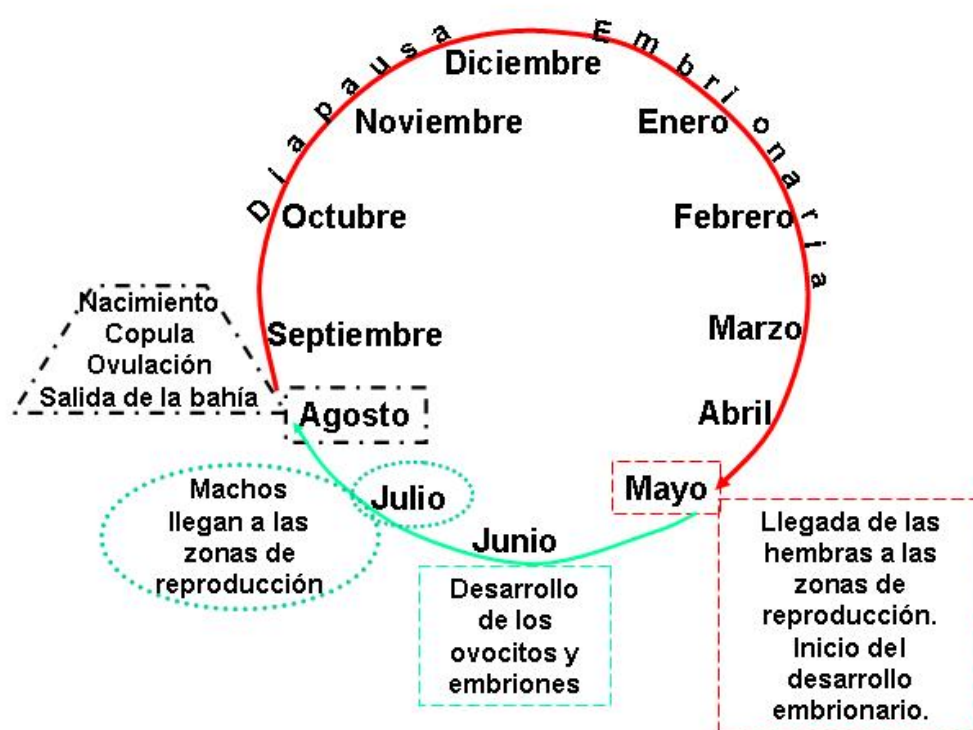 Diapausa Embrionaria
Diciembre
Noviembre
Enero
Octubre
Febrero
Septiembre
Marzo
Nacimiento
Copula
Ovulación
Salida de la bahía
Agosto
Abril
Mayo
Julio
Junio
Machos
llegan a las
zonas de
reproducción
Desarrollo
de los
ovocitos y
embriones
Llegada de las
hembras a las
zonas de
reproducción.
Inicio del
desarrollo
embrionario.